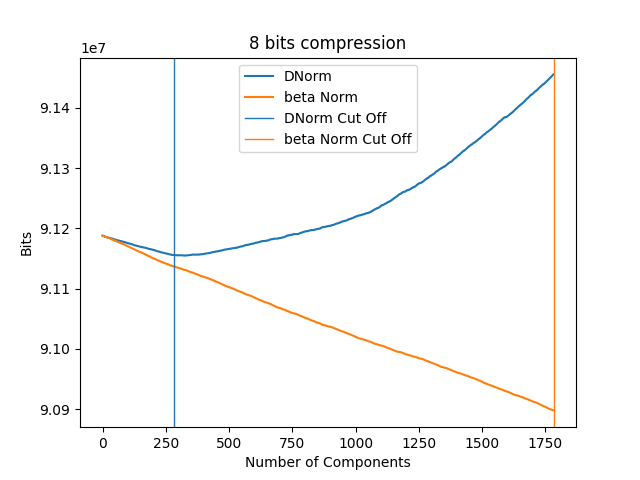 8 bits compression
1e7
DNorm
beta Norm
DNorm Cut Off
beta Norm Cut Off
9.14
9.13
9.12
9.11
9.10
9.09
Bits
0 250 500 750 1000 1250 1500 1750
Number of Components